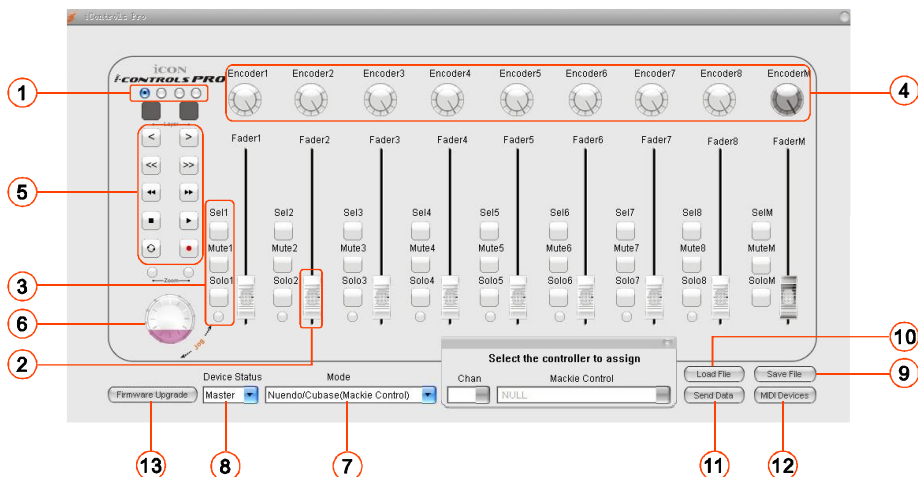 iControls Pro
iCON
i-CONTROLS PRO
Encoder1 Encoder2 Encoder3 Encoder4 Encoder5 Encoder6 Encoder7 Encoder8 EncoderM
1
4
Layer
Fader1 Fader2 Fader3 Fader4 Fader5 Fader6 Fader7 Fader8 FaderM
< >
<< >>
5
Sel1 Sel2 Sel3 Sel4 Sel5 Sel6 Sel7 Sel8 SelM
Mute1 Mute2 Mute3 Mute4 Mute5 Mute6 Mute7 Mute8 MuteM
3
Zoom
Solo1 Solo2 Solo3 Solo4 Solo5 Solo6 Solo7 Solo8 SoloM
6
Jog
2
10
Select the controller to assign
Device Status Mode Chan Mackie Control Load File Save File
9
Firmware Upgrade Master Nuendo/Cubase(Mackie Control) NULL Send Data MIDI Devices
13 8 7 11 12